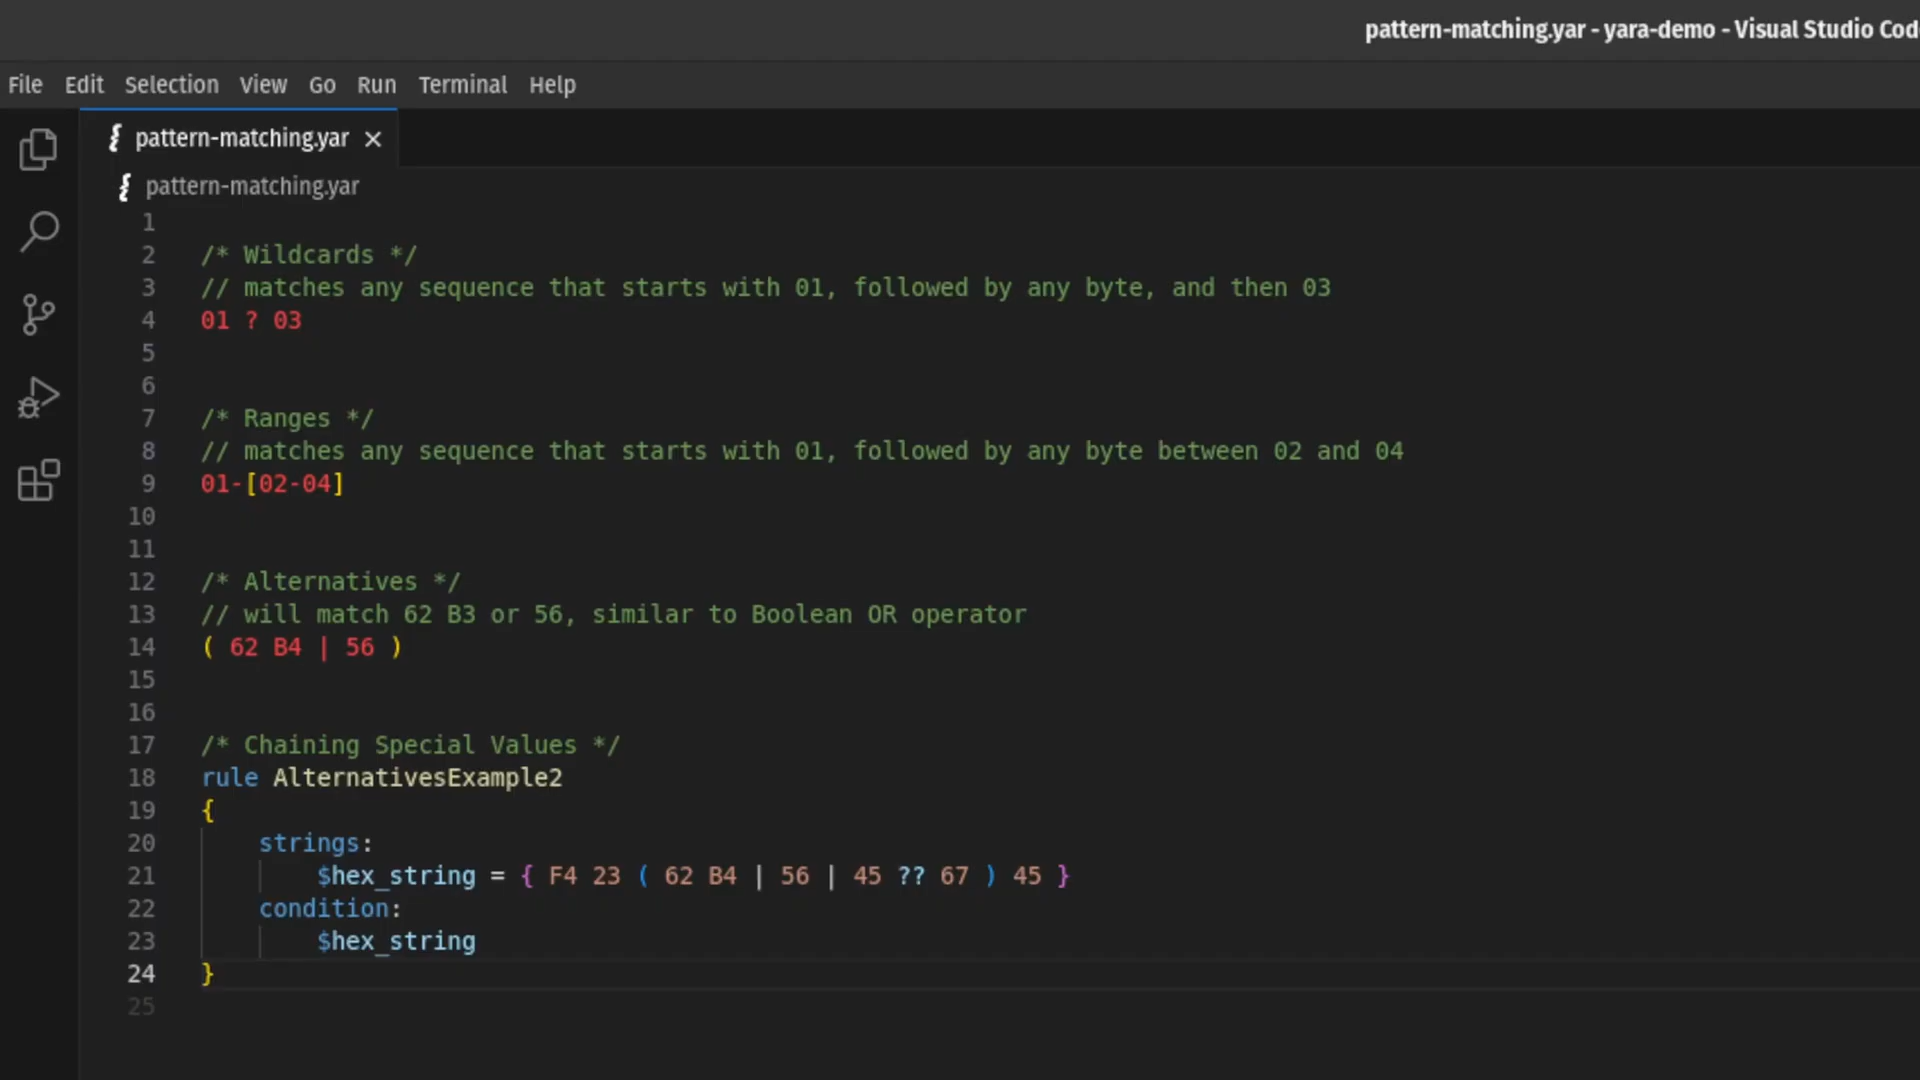 pattern-matching.yar - yara-demo - Visual Studio Cod
File Edit Selection View Go Run Terminal Help
pattern-matching.yar
pattern-matching.yar
1
2 /* Wildcards */
3 // matches any sequence that starts with 01, followed by any byte, and then 03
4 01 ? 03
5
6
7 /* Ranges */
8 // matches any sequence that starts with 01, followed by any byte between 02 and 04
9 01-[02-04]
10
11
12 /* Alternatives */
13 // will match 62 B3 or 56, similar to Boolean OR operator
14 ( 62 B4 | 56 )
15
16
17 /* Chaining Special Values */
18 rule AlternativesExample2
19 {
20 strings:
21 $hex_string = { F4 23 ( 62 B4 | 56 | 45 ?? 67 ) 45 }
22 condition:
23 $hex_string
24 }
25